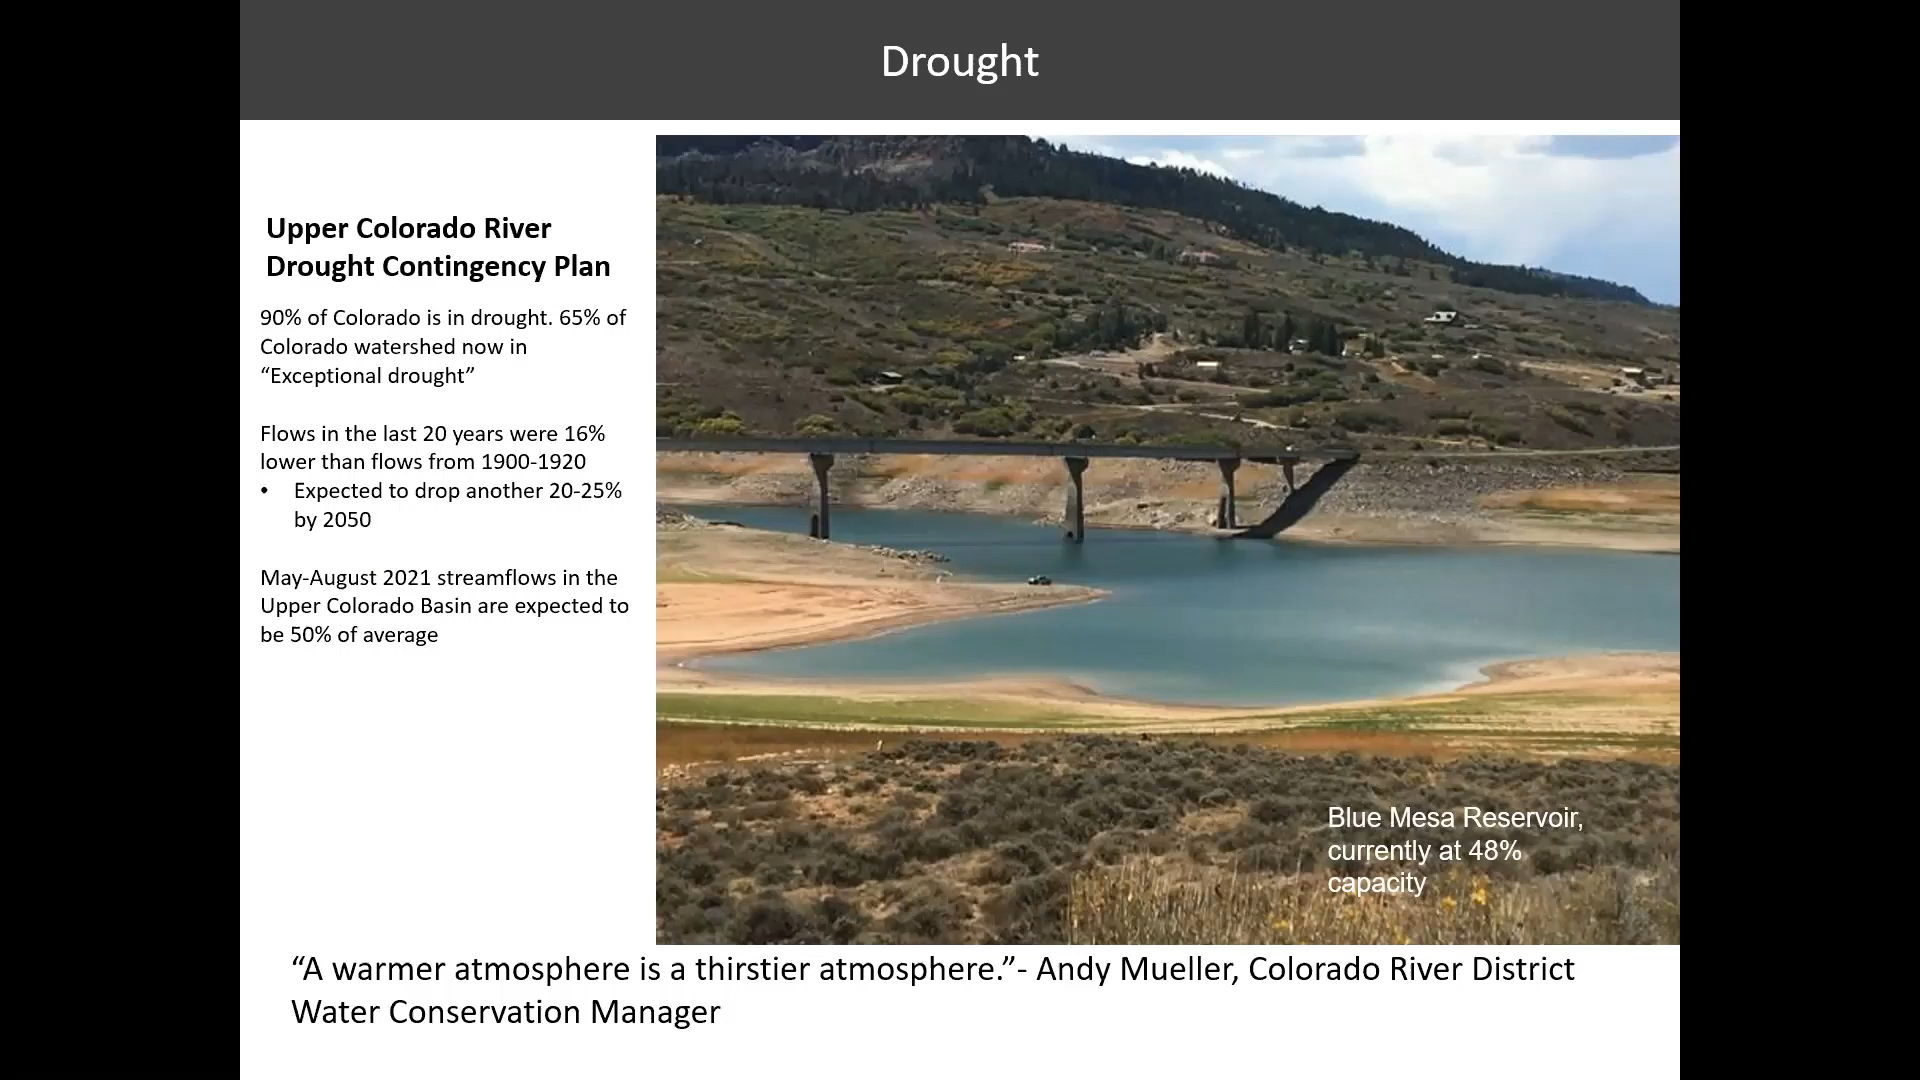 Drought
Upper Colorado River
Drought Contingency Plan
90% of Colorado is in drought. 65% of
Colorado watershed now in
“Exceptional drought”
Flows in the last 20 years were 16%
lower than flows from 1900-1920
• Expected to drop another 20-25%
by 2050
May-August 2021 streamflows in the
Upper Colorado Basin are expected to
be 50% of average
Blue Mesa Reservoir,
currently at 48%
capacity
“A warmer atmosphere is a thirstier atmosphere.”- Andy Mueller, Colorado River District
Water Conservation Manager